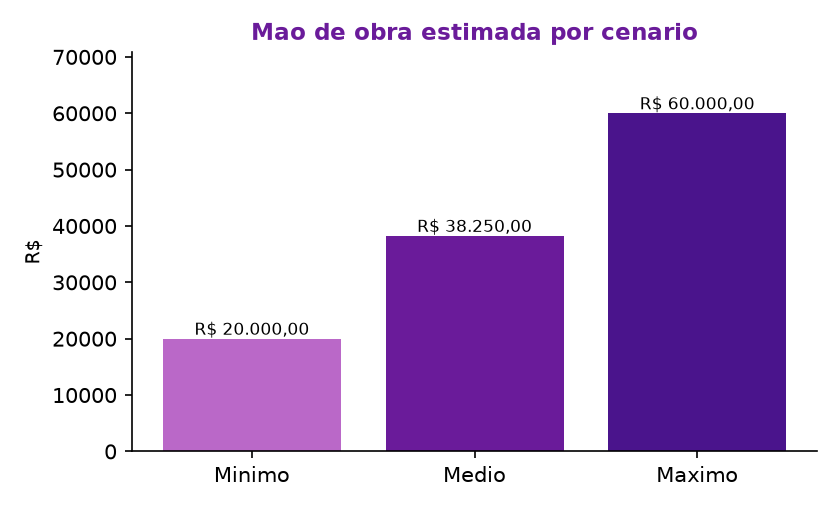 Mao de obra estimada por cenario
R$
70000
60000
50000
40000
30000
20000
10000
0
R$ 20.000,00
R$ 38.250,00
R$ 60.000,00
Minimo
Medio
Maximo